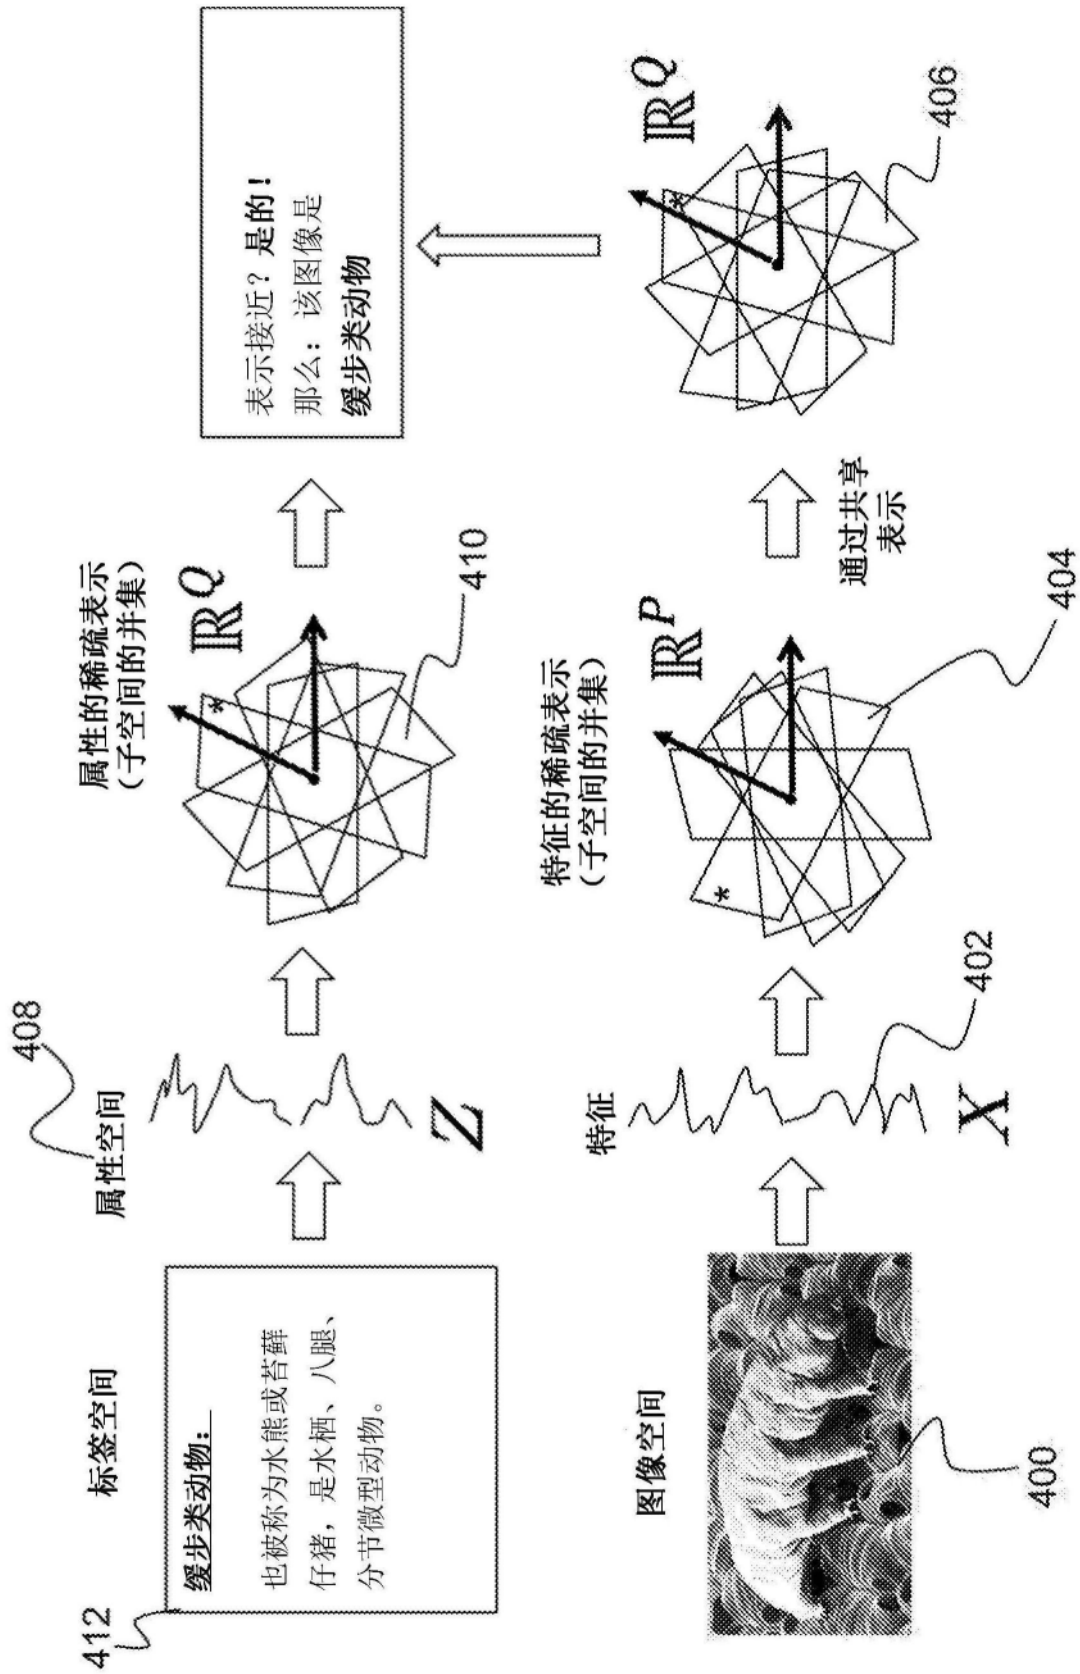 标签空间
412
缓步类动物：
也被称为水熊或苔藓
仔猪，是水栖、八腿、
分节微型动物。
408
属性空间
Z
属性的稀疏表示
（子空间的并集）
ℝ^Q
*
410
表示接近？是的！
那么：该图像是
缓步类动物
图像空间
400
特征
X
402
特征的稀疏表示
（子空间的并集）
ℝ^P
*
404
通过共享
表示
ℝ^Q
*
406